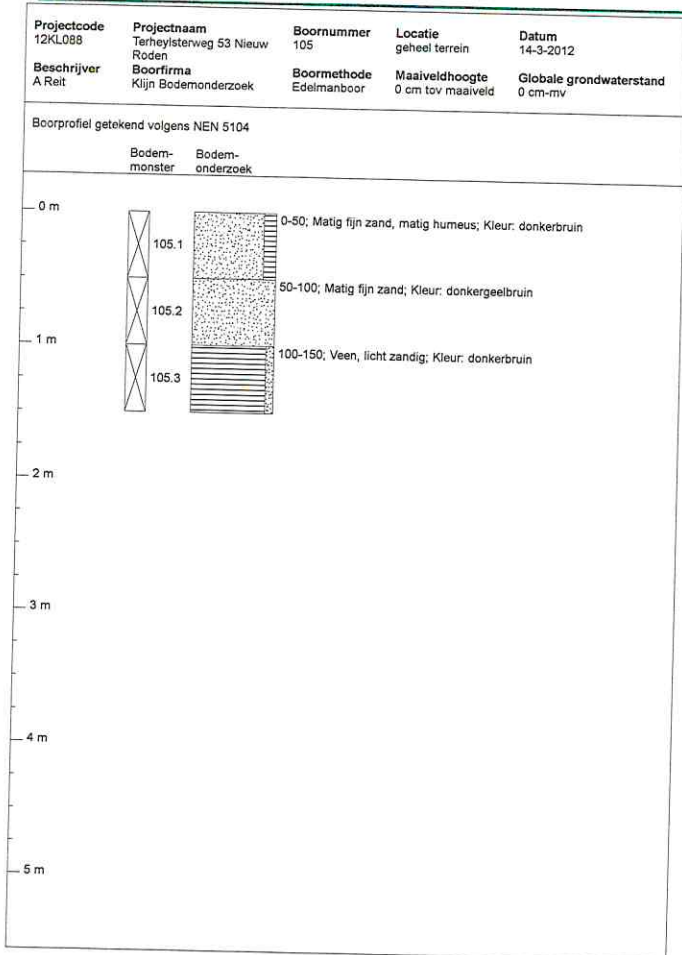 Projectcode Projectnaam Boornummer Locatie Datum
12KL088 Terheylsterweg 53 Nieuw Roden 105 geheel terrein 14-3-2012
Beschrijver Boorfirma Boormethode Maaiveldhoogte Globale grondwaterstand
A Reit Klijn Bodemonderzoek Edelmanboor 0 cm tov maaiveld 0 cm-mv
Boorprofiel getekend volgens NEN 5104
Bodem- Bodem-
monster onderzoek
0 m
0-50; Matig fijn zand, matig humeus; Kleur: donkerbruin
105.1
50-100; Matig fijn zand; Kleur: donkergeelbruin
105.2
1 m
100-150; Veen, licht zandig; Kleur: donkerbruin
105.3
2 m
3 m
4 m
5 m